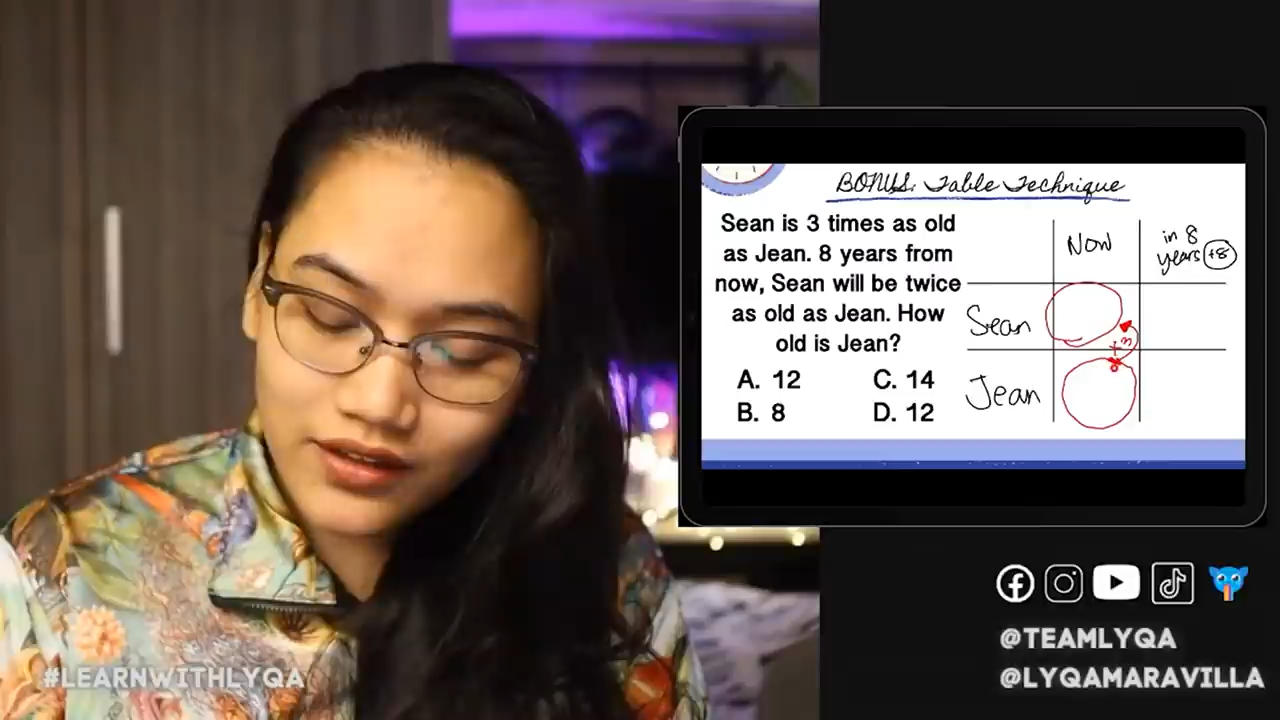 BONUS: Table Technique
Sean is 3 times as old
as Jean. 8 years from
now, Sean will be twice
as old as Jean. How
old is Jean?
A. 12
C. 14
B. 8
D. 12
Now
in 8
years +8
Sean
x3
Jean
#LEARNWITHLYQA
@TEAMLYQA
@LYQAMARAVILLA